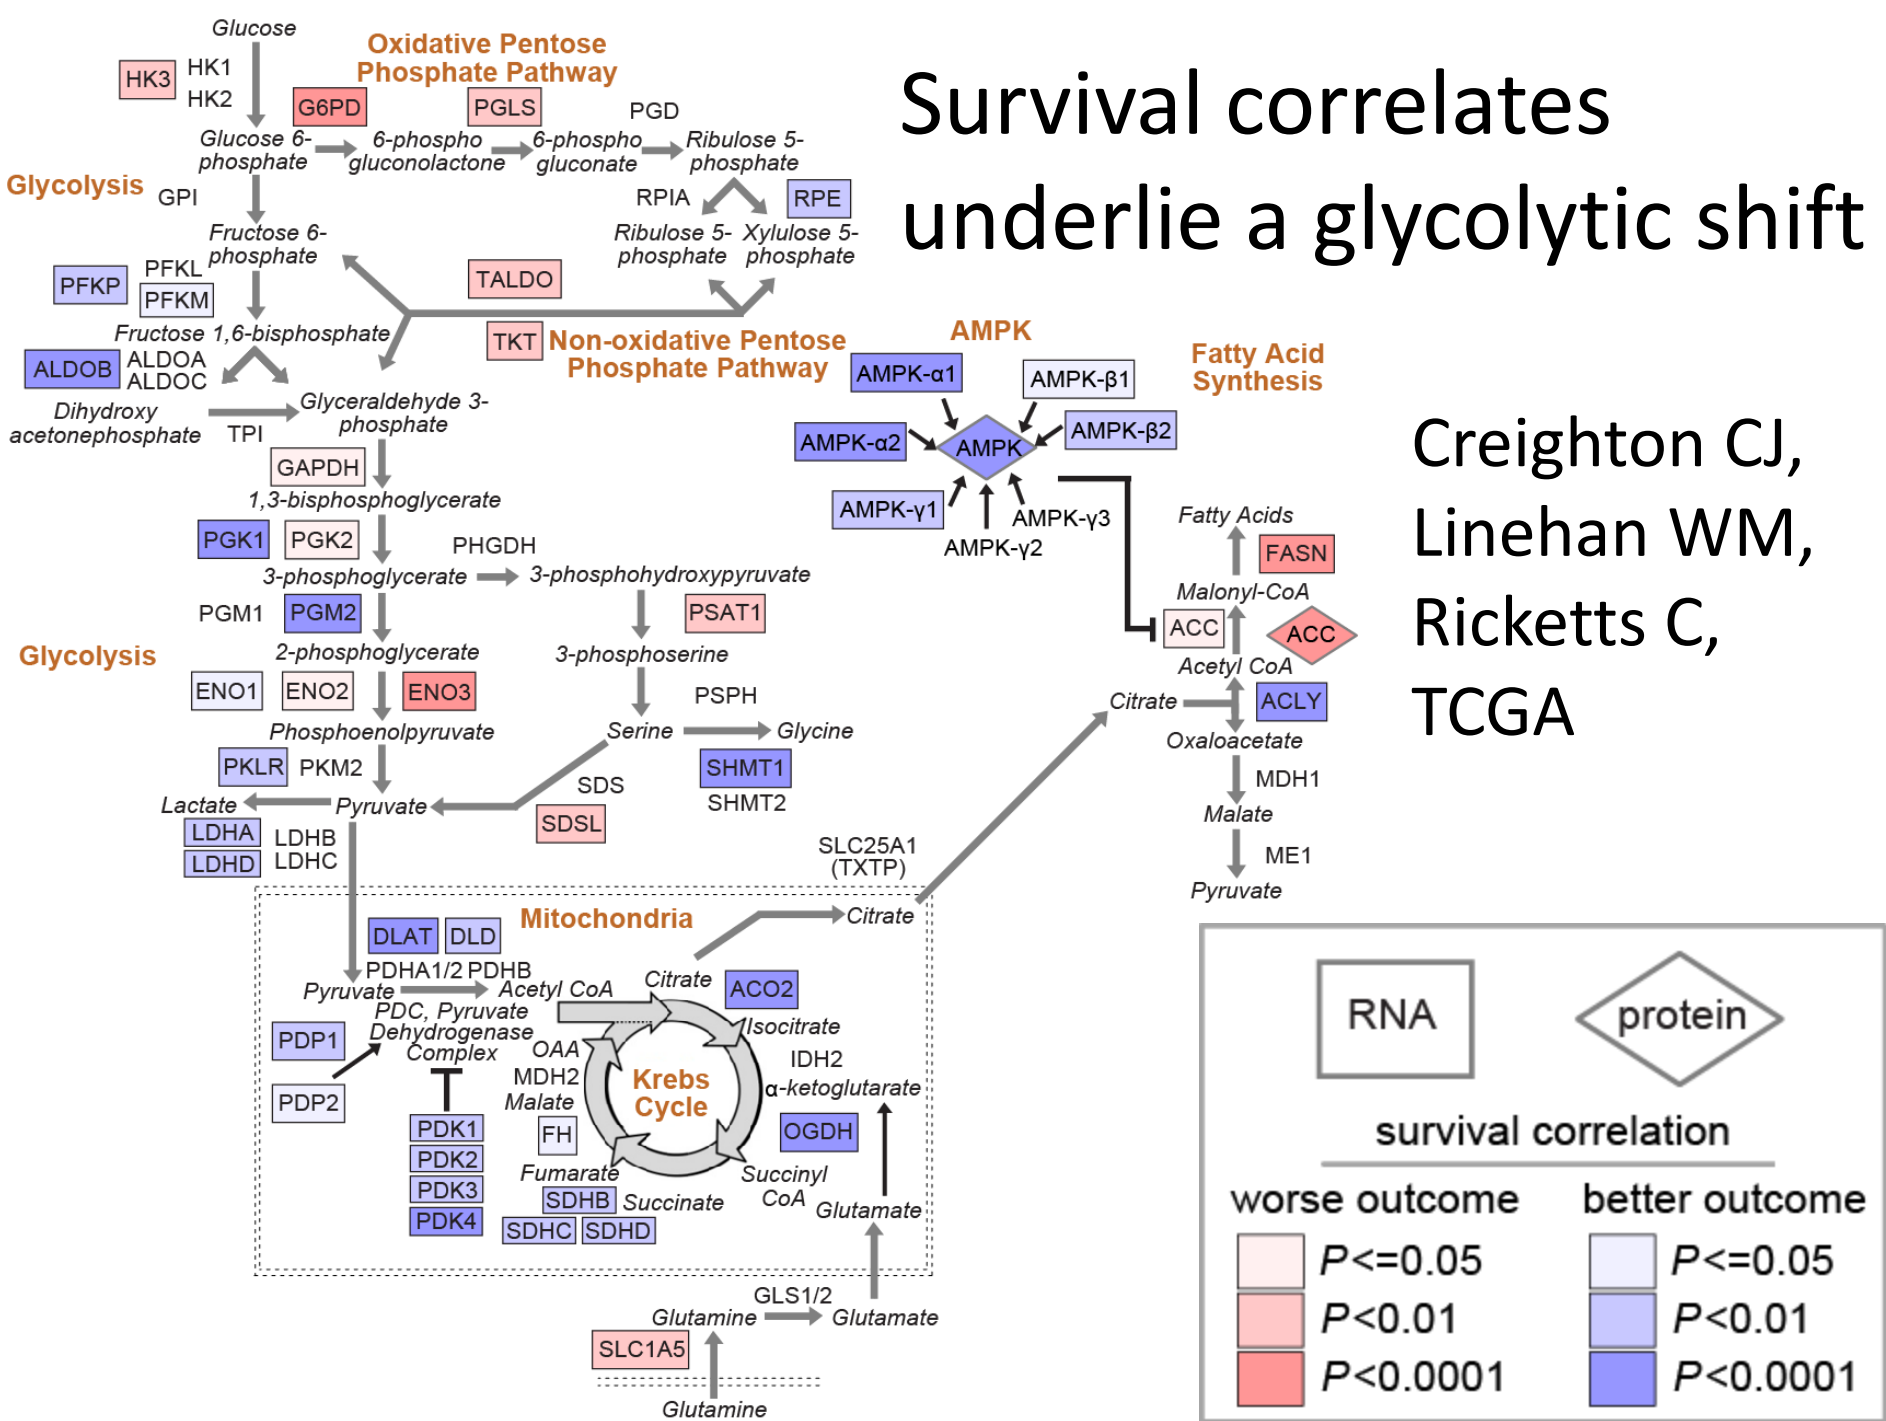 Survival correlates
underlie a glycolytic shift
Creighton CJ,
Linehan WM,
Ricketts C,
TCGA
Glucose
HK3
HK1
HK2
Oxidative Pentose
Phosphate Pathway
G6PD
PGLS
PGD
Glucose 6-
phosphate
6-phospho
gluconolactone
6-phospho
gluconate
Ribulose 5-
phosphate
Glycolysis
GPI
RPIA
RPE
Fructose 6-
phosphate
Ribulose 5-
phosphate
Xylulose 5-
phosphate
PFKP
PFKL
PFKM
TALDO
TKT
Non-oxidative Pentose
Phosphate Pathway
Fructose 1,6-bisphosphate
ALDOB
ALDOA
ALDOC
Dihydroxy
acetonephosphate
TPI
Glyceraldehyde 3-
phosphate
GAPDH
1,3-bisphosphoglycerate
PGK1
PGK2
PHGDH
3-phosphoglycerate
3-phosphohydroxypyruvate
PGM1
PGM2
PSAT1
Glycolysis
2-phosphoglycerate
3-phosphoserine
ENO1
ENO2
ENO3
PSPH
Phosphoenolpyruvate
Serine
Glycine
PKLR
PKM2
SHMT1
SHMT2
SDS
SDSL
Lactate
Pyruvate
LDHA
LDHD
LDHB
LDHC
AMPK
AMPK-α1
AMPK-β1
AMPK-α2
AMPK
AMPK-β2
AMPK-γ1
AMPK-γ3
AMPK-γ2
Fatty Acid
Synthesis
Fatty Acids
FASN
Malonyl-CoA
ACC
ACC
Acetyl CoA
Citrate
ACLY
Oxaloacetate
MDH1
Malate
ME1
Pyruvate
SLC25A1
(TXTP)
Mitochondria
Citrate
DLAT
DLD
PDHA1/2 PDHB
Pyruvate
Acetyl CoA
PDC, Pyruvate
Dehydrogenase
Complex
PDP1
PDP2
PDK1
PDK2
PDK3
PDK4
Citrate
ACO2
Isocitrate
OAA
MDH2
Malate
IDH2
α-ketoglutarate
Krebs
Cycle
FH
OGDH
Fumarate
Succinyl
CoA
SDHB
Succinate
SDHC
SDHD
Glutamate
GLS1/2
Glutamine
Glutamate
SLC1A5
Glutamine
RNA
protein
survival correlation
worse outcome
better outcome
P<=0.05
P<=0.05
P<0.01
P<0.01
P<0.0001
P<0.0001